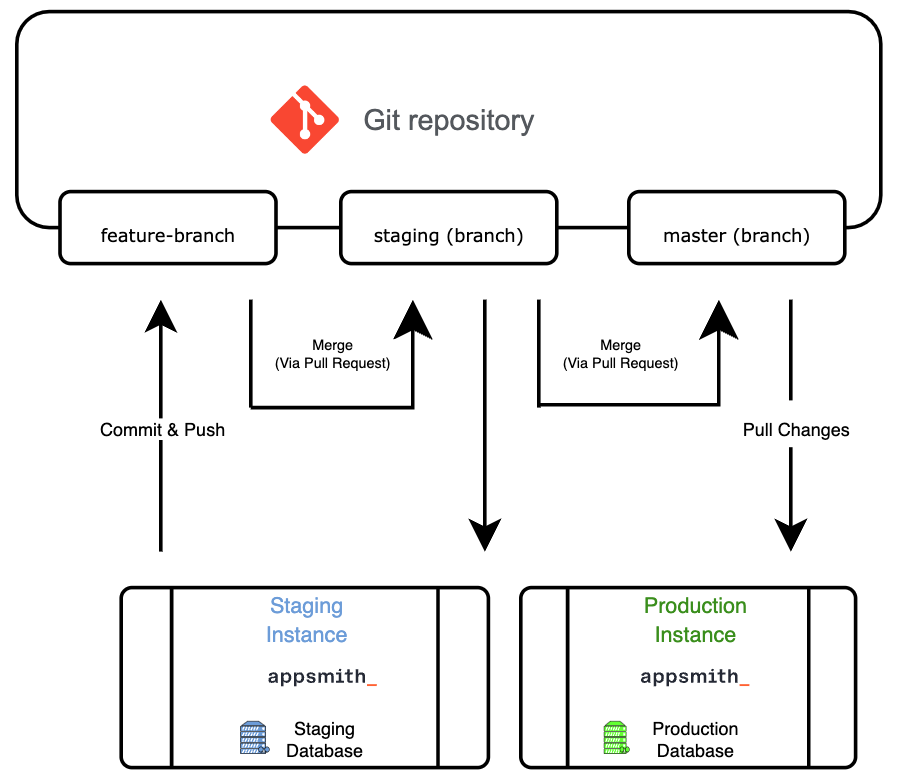 Git repository
feature-branch
staging (branch)
master (branch)
Merge
(Via Pull Request)
Merge
(Via Pull Request)
Commit & Push
Pull Changes
Staging
Instance
appsmith_
Staging
Database
Production
Instance
appsmith_
Production
Database